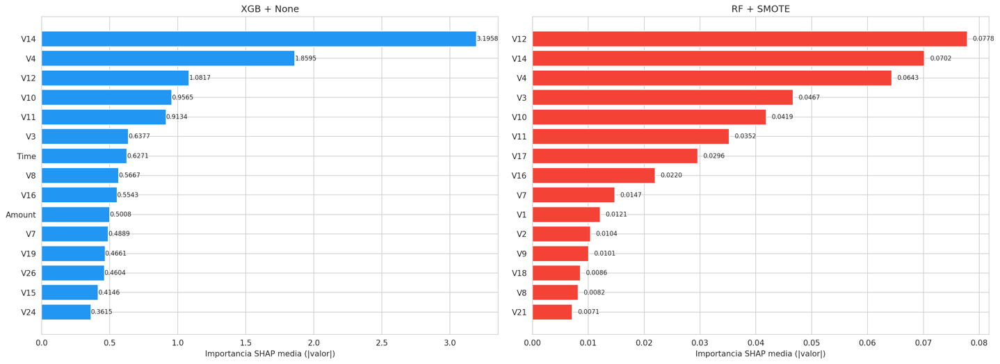 XGB + None
V14 3.1958
V4 1.8595
V12 1.0817
V10 0.9565
V11 0.9134
V3 0.6377
Time 0.6271
V8 0.5667
V16 0.5543
Amount 0.5008
V7 0.4889
V19 0.4661
V26 0.4604
V15 0.4146
V24 0.3615
0.0 0.5 1.0 1.5 2.0 2.5 3.0
Importancia SHAP media (|valor|)
RF + SMOTE
V12 0.0778
V14 0.0702
V4 0.0643
V3 0.0467
V10 0.0419
V11 0.0352
V17 0.0296
V16 0.0220
V7 0.0147
V1 0.0121
V2 0.0104
V9 0.0101
V18 0.0086
V8 0.0082
V21 0.0071
0.00 0.01 0.02 0.03 0.04 0.05 0.06 0.07 0.08
Importancia SHAP media (|valor|)